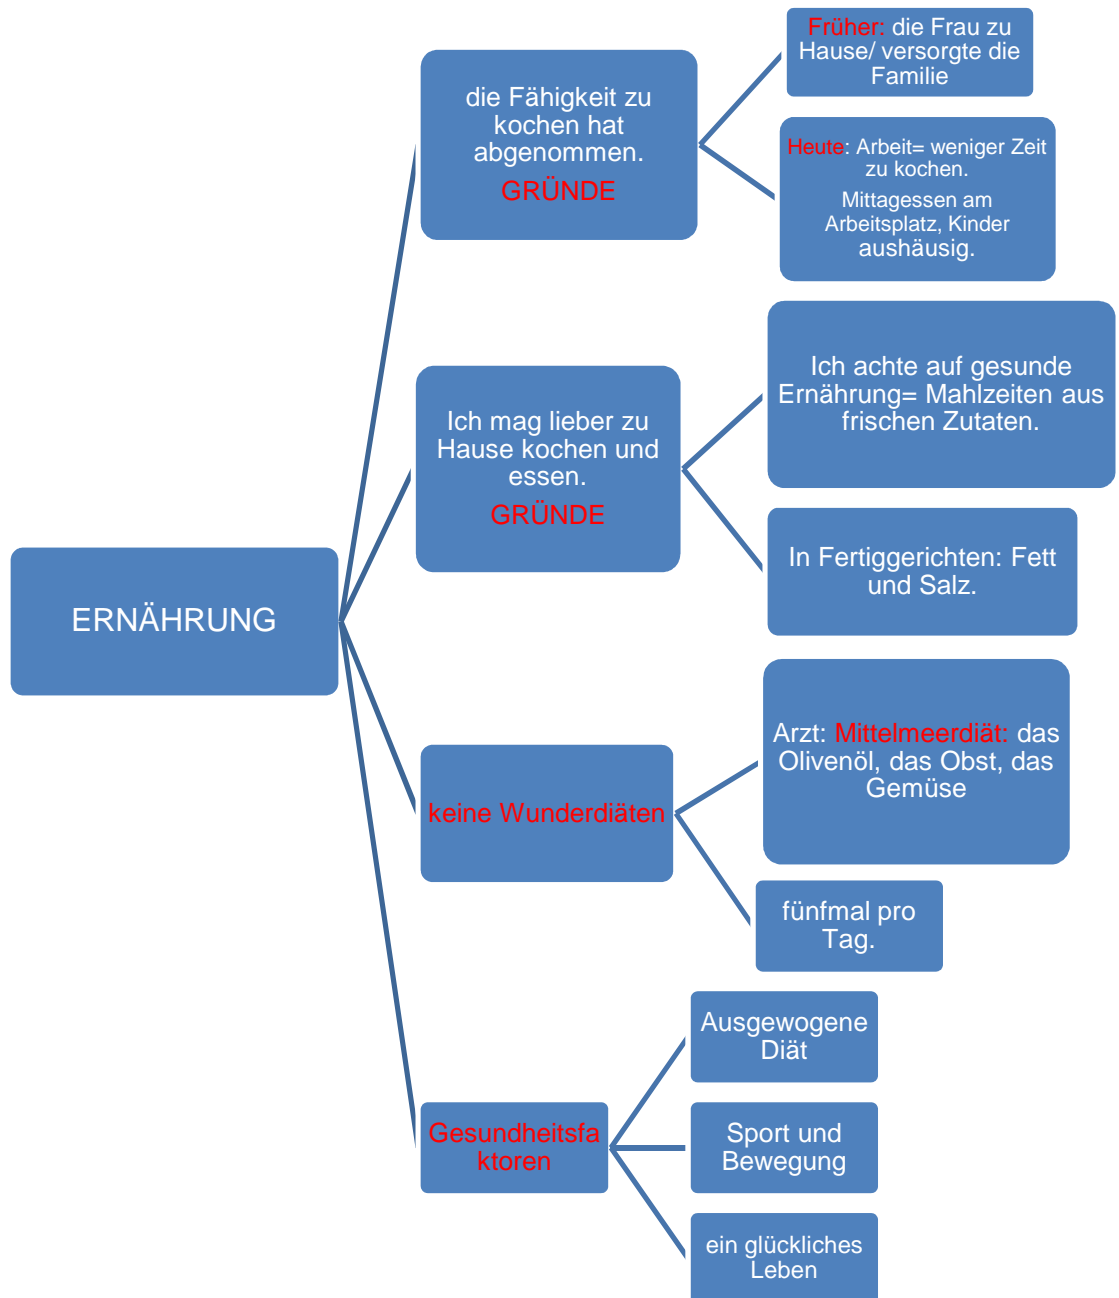 ERNÄHRUNG
die Fähigkeit zu
kochen hat
abgenommen.
GRÜNDE
Früher: die Frau zu
Hause/ versorgte die
Familie
Heute: Arbeit= weniger Zeit
zu kochen.
Mittagessen am
Arbeitsplatz, Kinder
aushäusig.
Ich mag lieber zu
Hause kochen und
essen.
GRÜNDE
Ich achte auf gesunde
Ernährung= Mahlzeiten aus
frischen Zutaten.
In Fertiggerichten: Fett
und Salz.
keine Wunderdiäten
Arzt: Mittelmeerdiät: das
Olivenöl, das Obst, das
Gemüse
fünfmal pro
Tag.
Gesundheitsfa
ktoren
Ausgewogene
Diät
Sport und
Bewegung
ein glückliches
Leben